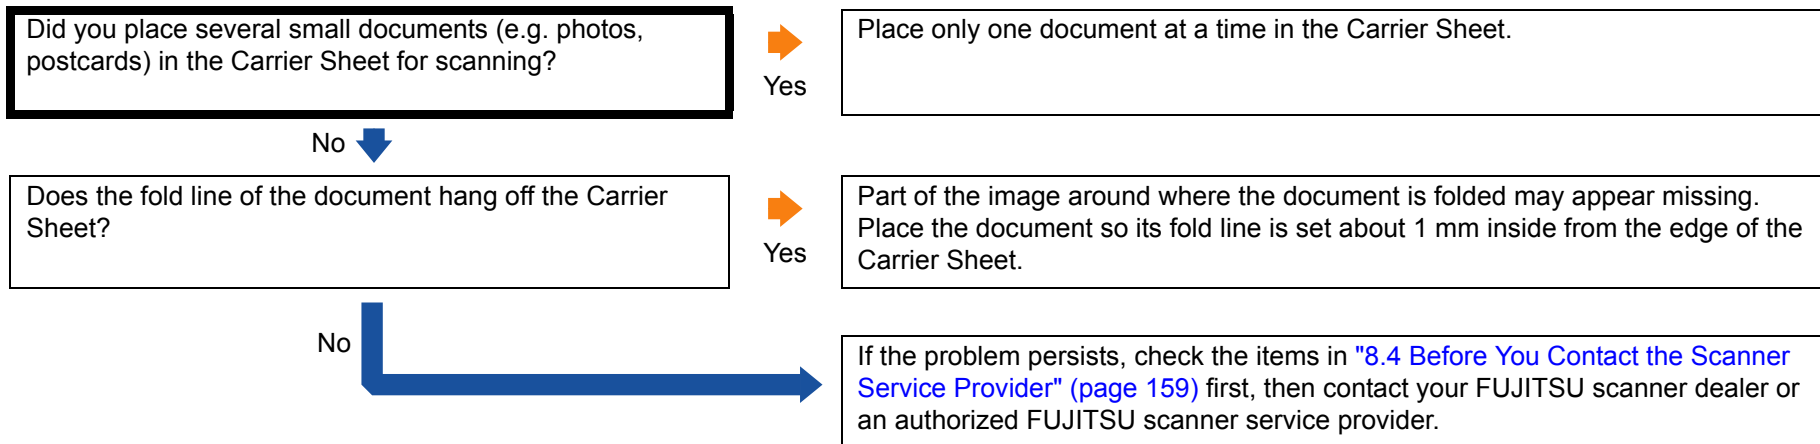 Did you place several small documents (e.g. photos,
postcards) in the Carrier Sheet for scanning?
Yes
Place only one document at a time in the Carrier Sheet.
No
Does the fold line of the document hang off the Carrier
Sheet?
Yes
Part of the image around where the document is folded may appear missing.
Place the document so its fold line is set about 1 mm inside from the edge of the
Carrier Sheet.
No
If the problem persists, check the items in "8.4 Before You Contact the Scanner
Service Provider" (page 159) first, then contact your FUJITSU scanner dealer or
an authorized FUJITSU scanner service provider.